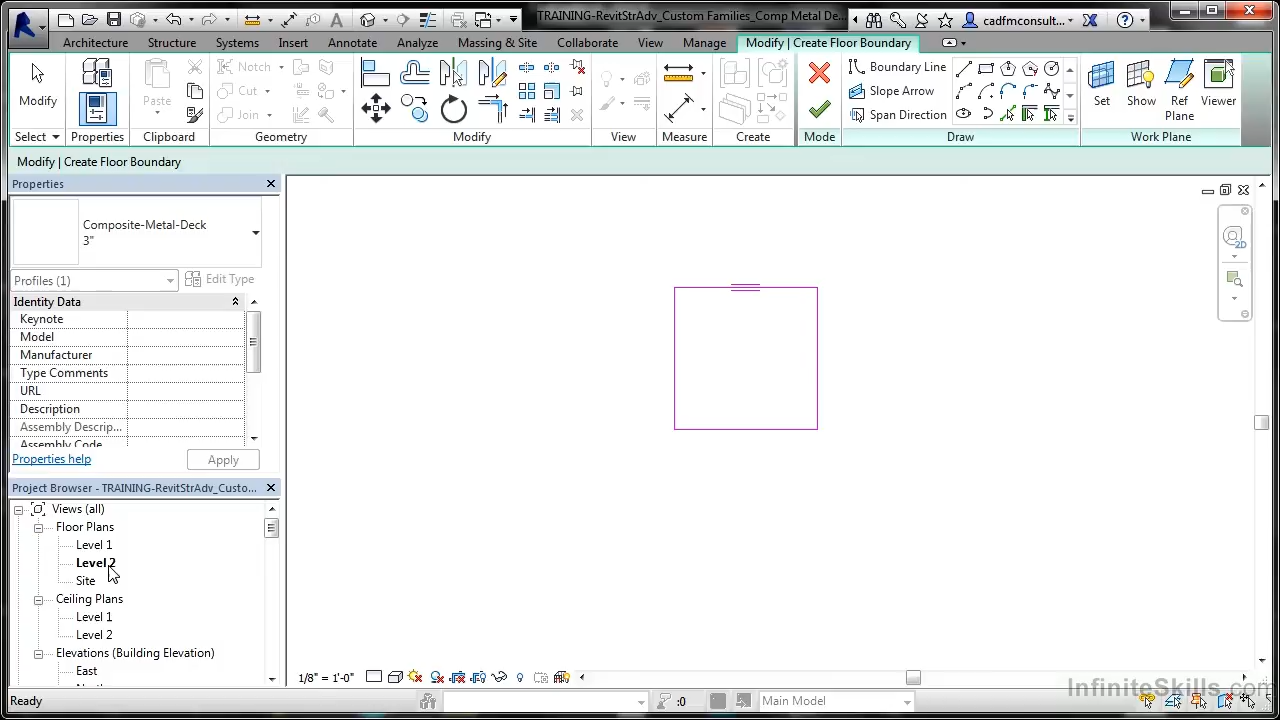 TRAINING-RevitStrAdv_Custom Families_Comp Metal De...
cadfmconsult...
Architecture Structure Systems Insert Annotate Analyze Massing & Site Collaborate View Manage Modify | Create Floor Boundary
Modify
Properties
Paste
Notch
Cut
Join
Boundary Line
Slope Arrow
Span Direction
Set
Show
Ref
Plane
Viewer
Select Properties Clipboard Geometry Modify View Measure Create Mode Draw Work Plane
Modify | Create Floor Boundary
Properties
Composite-Metal-Deck
3"
Profiles (1)
Edit Type
Identity Data
Keynote
Model
Manufacturer
Type Comments
URL
Description
Assembly Descrip...
Assembly Code
Properties help
Apply
Project Browser - TRAINING-RevitStrAdv_Custo...
Views (all)
Floor Plans
Level 1
Level 2
Site
Ceiling Plans
Level 1
Level 2
Elevations (Building Elevation)
East
1/8" = 1'-0"
2D
Ready
:0
Main Model
InfiniteSkills.com